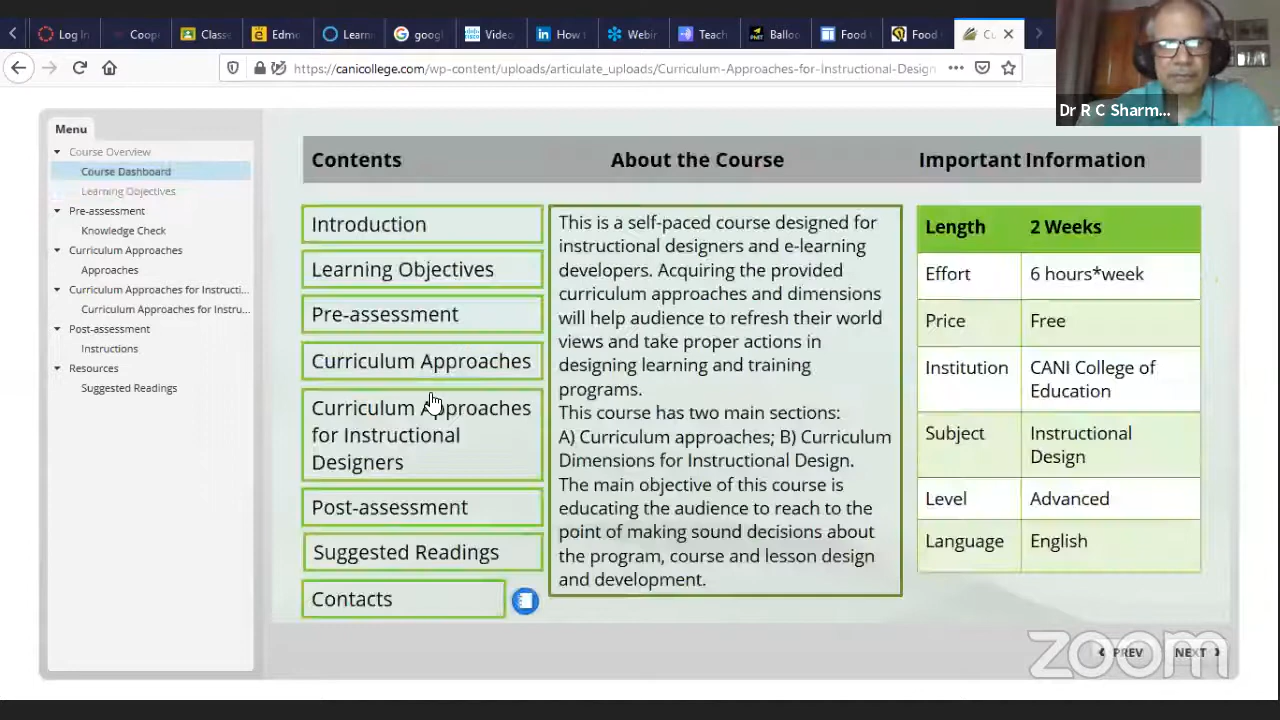 Log In
Coop
Classe
Edmo
Learn
goog
Video
How t
Webir
Teach
Balloo
Food
Food
https://canicollege.com/wp-content/uploads/articulate_uploads/Curriculum-Approaches-for-Instructional-Design
Dr R C Sharm...
Menu
Course Overview
Course Dashboard
Learning Objectives
Pre-assessment
Knowledge Check
Curriculum Approaches
Approaches
Curriculum Approaches for Instructi...
Curriculum Approaches for Instru...
Post-assessment
Instructions
Resources
Suggested Readings
Contents
Introduction
Learning Objectives
Pre-assessment
Curriculum Approaches
Curriculum Approaches
for Instructional
Designers
Post-assessment
Suggested Readings
Contacts
About the Course
This is a self-paced course designed for
instructional designers and e-learning
developers. Acquiring the provided
curriculum approaches and dimensions
will help audience to refresh their world
views and take proper actions in
designing learning and training
programs.
This course has two main sections:
A) Curriculum approaches; B) Curriculum
Dimensions for Instructional Design.
The main objective of this course is
educating the audience to reach to the
point of making sound decisions about
the program, course and lesson design
and development.
Important Information
Length 2 Weeks
Effort 6 hours*week
Price Free
Institution CANI College of
Education
Subject Instructional
Design
Level Advanced
Language English
PREV NEXT
zoom